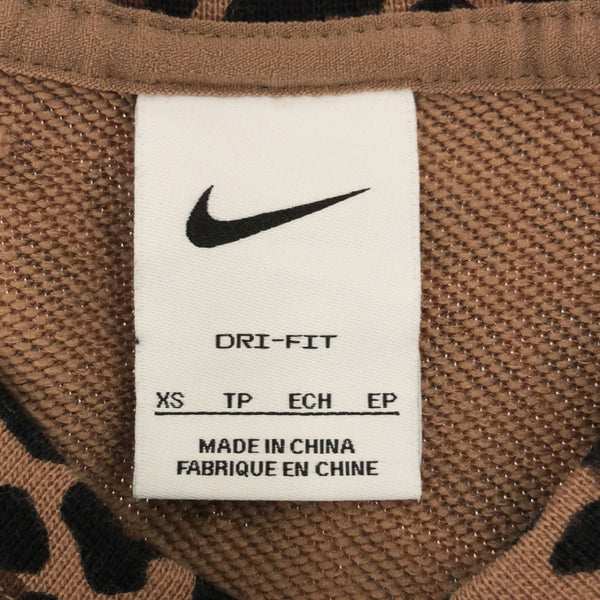 DRI-FIT
XS TP ECH EP
MADE IN CHINA
FABRIQUE EN CHINE